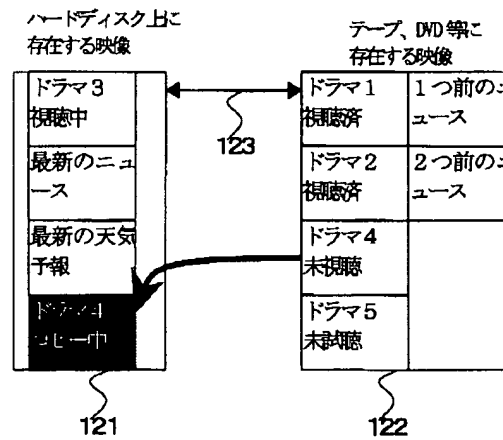 ハードディスク上に
存在する映像
テープ、DVD等に
存在する映像
ドラマ3
視聴中
最新のニュ
ース
最新の天気
予報
ドラマ4
コピー中
ドラマ1
視聴済
1つ前のニ
ュース
ドラマ2
視聴済
2つ前のニ
ュース
ドラマ4
未視聴
ドラマ5
未試聴
123
121
122